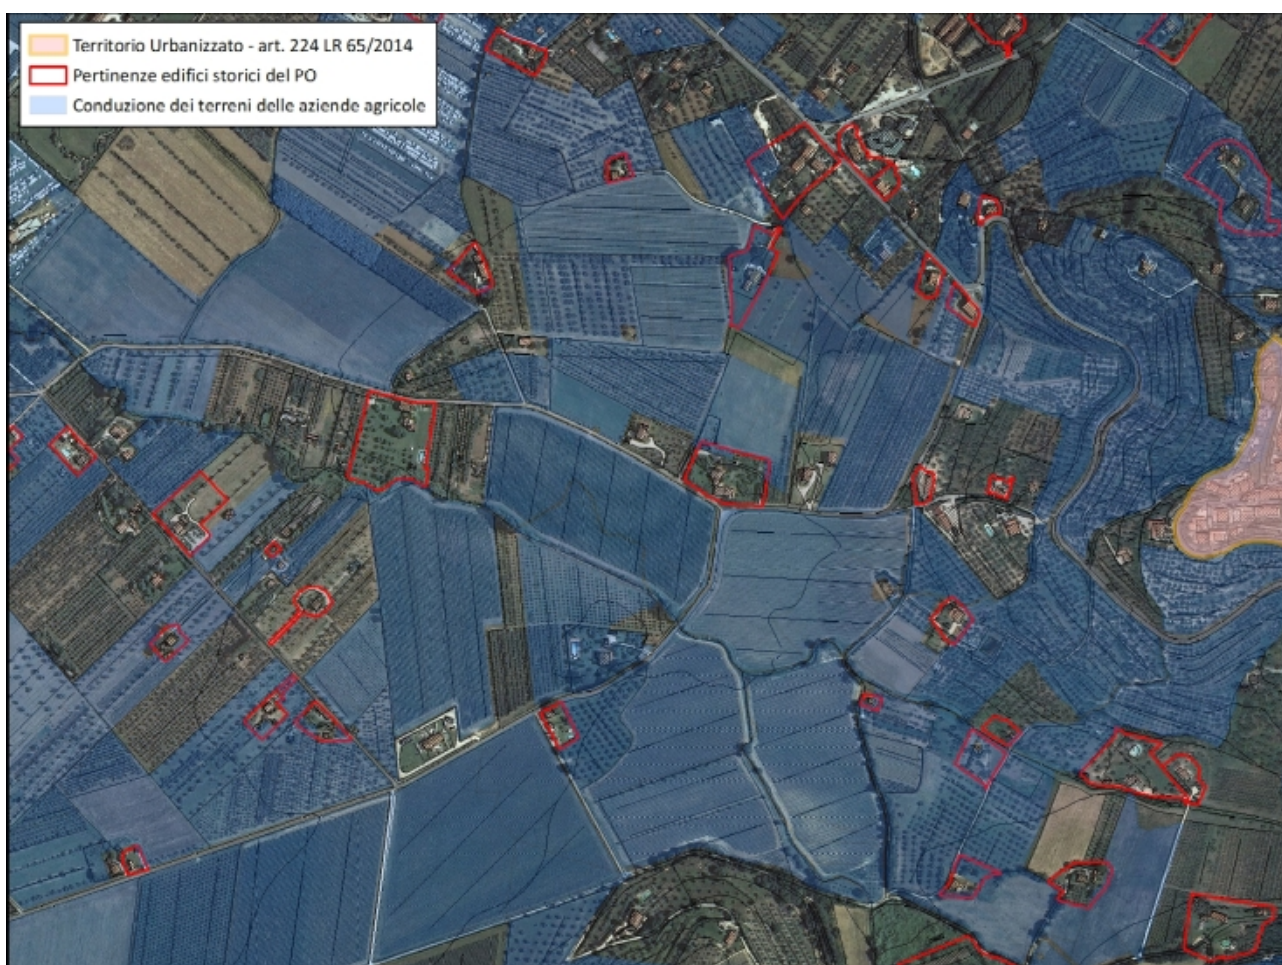 Territorio Urbanizzato - art. 224 LR 65/2014
Pertinenze edifici storici del PO
Conduzione dei terreni delle aziende agricole